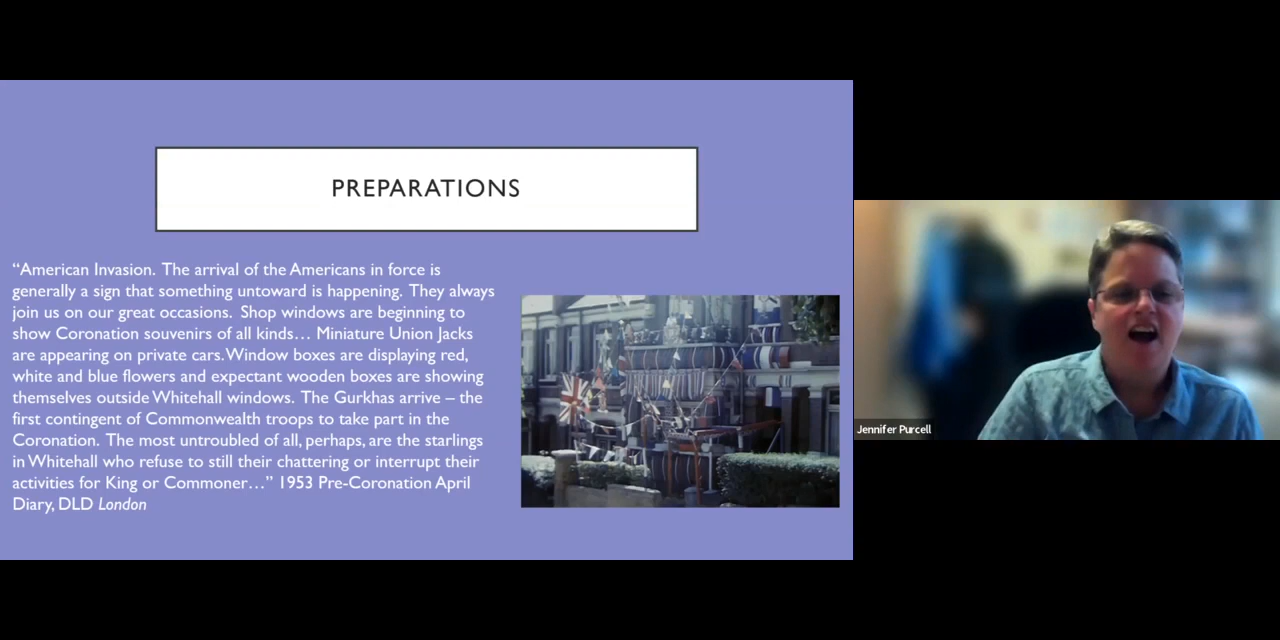 PREPARATIONS
“American Invasion. The arrival of the Americans in force is
generally a sign that something untoward is happening. They always
join us on our great occasions. Shop windows are beginning to
show Coronation souvenirs of all kinds… Miniature Union Jacks
are appearing on private cars. Window boxes are displaying red,
white and blue flowers and expectant wooden boxes are showing
themselves outside Whitehall windows. The Gurkhas arrive – the
first contingent of Commonwealth troops to take part in the
Coronation. The most untroubled of all, perhaps, are the starlings
in Whitehall who refuse to still their chattering or interrupt their
activities for King or Commoner…” 1953 Pre-Coronation April
Diary, DLD London
Jennifer Purcell